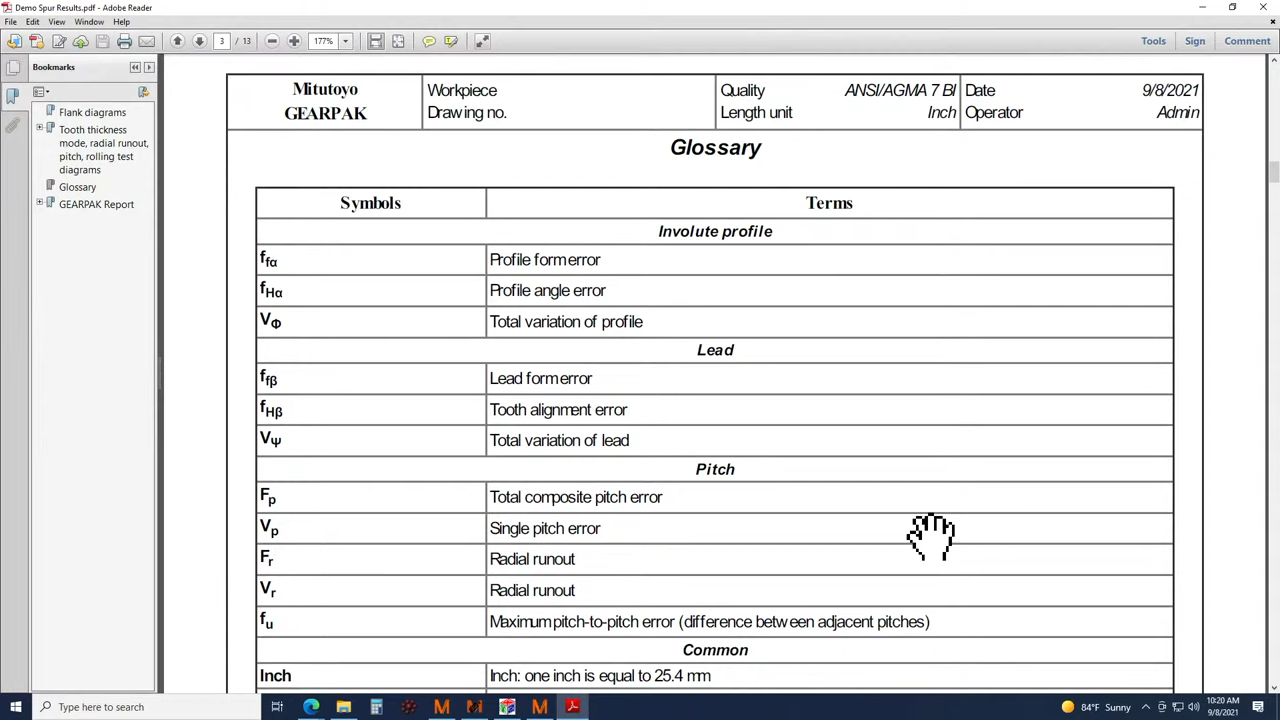 Demo Spur Results.pdf - Adobe Reader
File Edit View Window Help
3 / 13 177% Tools Sign Comment
Bookmarks
Flank diagrams
Tooth thickness
mode, radial runout,
pitch, rolling test
diagrams
Glossary
GEARPAK Report
Mitutoyo
GEARPAK
Workpiece
Drawing no.
Quality ANSI/AGMA 7 BI
Length unit Inch
Date 9/8/2021
Operator Admin
Glossary
Symbols Terms
Involute profile
ffα Profile form error
fHα Profile angle error
VΦ Total variation of profile
Lead
ffβ Lead form error
fHβ Tooth alignment error
VΨ Total variation of lead
Pitch
Fp Total composite pitch error
Vp Single pitch error
Fr Radial runout
Vr Radial runout
fu Maximum pitch-to-pitch error (difference between adjacent pitches)
Common
Inch Inch: one inch is equal to 25.4 mm
Type here to search
84°F Sunny
10:20 AM
9/8/2021